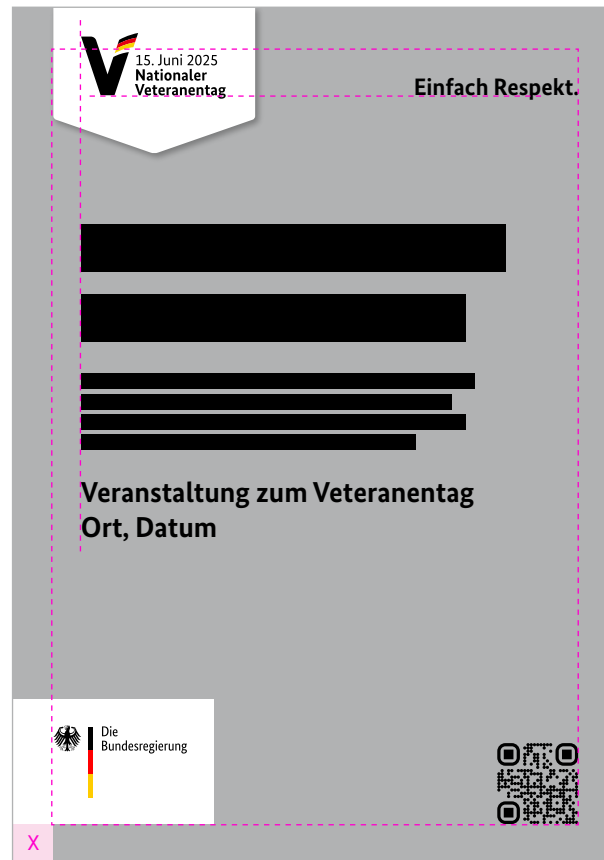 15. Juni 2025
Nationaler
Veteranentag
Einfach Respekt.
Veranstaltung zum Veteranentag
Ort, Datum
Die
Bundesregierung
X